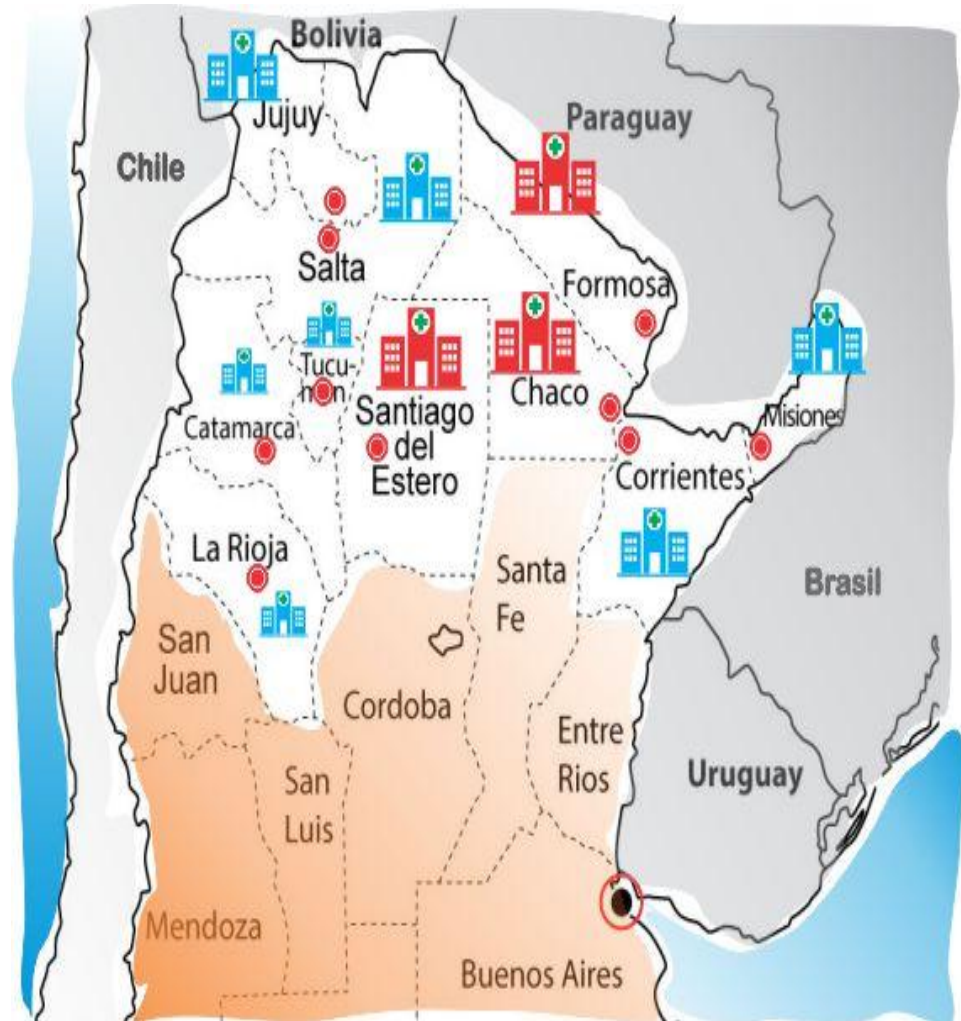 Bolivia
Jujuy
Paraguay
Chile
Salta
Formosa
Tucu-
mán
Chaco
Santiago
del
Estero
Catamarca
Misiones
Corrientes
La Rioja
Santa
Fe
Brasil
San
Juan
Cordoba
Entre
Rios
San
Luis
Uruguay
Mendoza
Buenos Aires